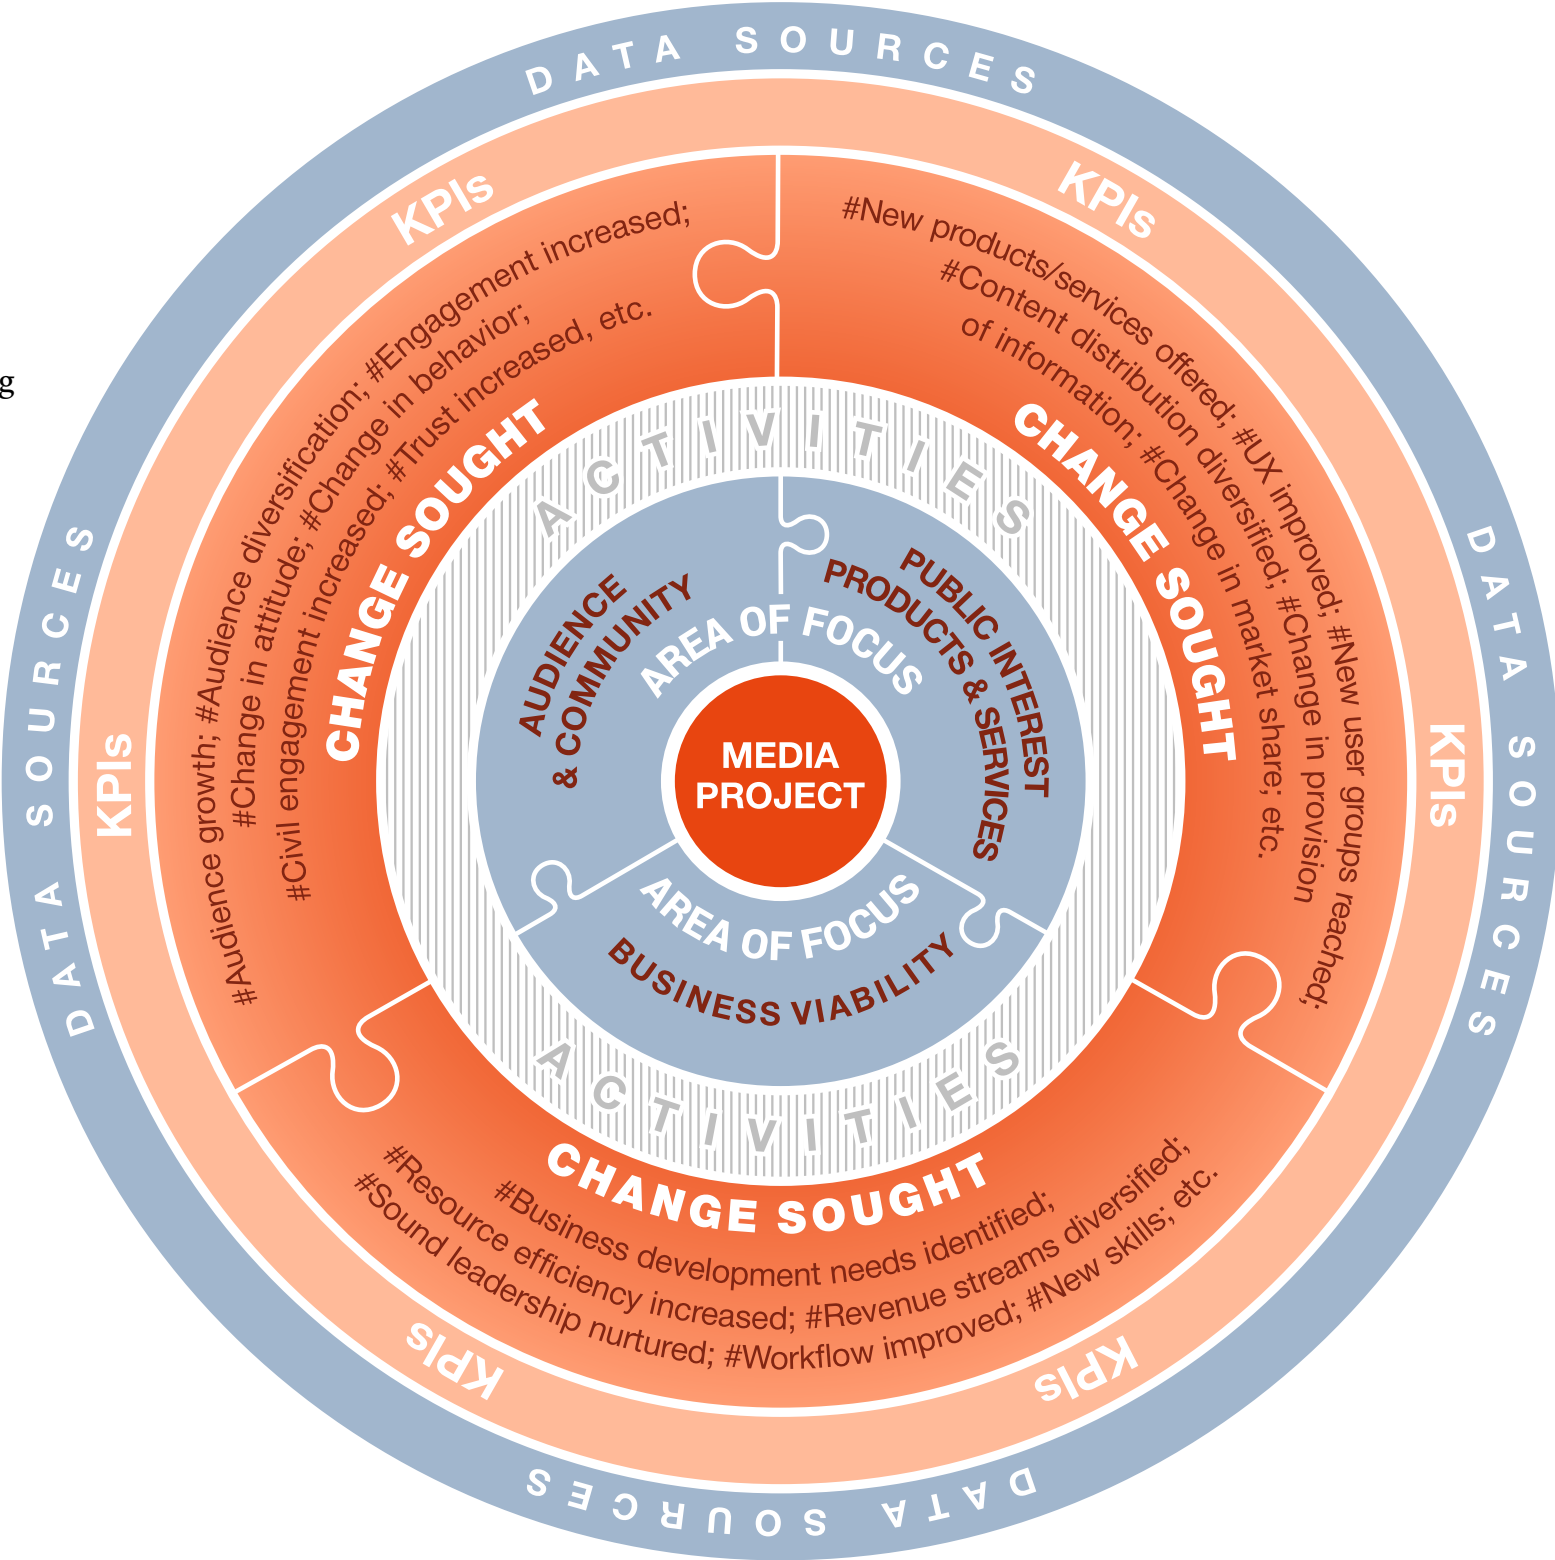 DATA SOURCES
DATA SOURCES
DATA SOURCES
DATA SOURCES
KPIs
KPIs
KPIs
KPIs
KPIs
KPIs
g
#Audience growth; #Audience diversification; #Engagement increased;
#Change in attitude; #Change in behavior;
#Civil engagement increased; #Trust increased, etc.
CHANGE SOUGHT
#New products/services offered; #UX improved; #New user groups reached;
#Content distribution diversified; #Change in provision
of information; #Change in market share; etc.
CHANGE SOUGHT
ACTIVITIES
AUDIENCE
& COMMUNITY
PUBLIC INTEREST
PRODUCTS & SERVICES
AREA OF FOCUS
MEDIA
PROJECT
AREA OF FOCUS
BUSINESS VIABILITY
ACTIVITIES
CHANGE SOUGHT
#Business development needs identified;
#Resource efficiency increased; #Revenue streams diversified;
#Sound leadership nurtured; #Workflow improved; #New skills; etc.